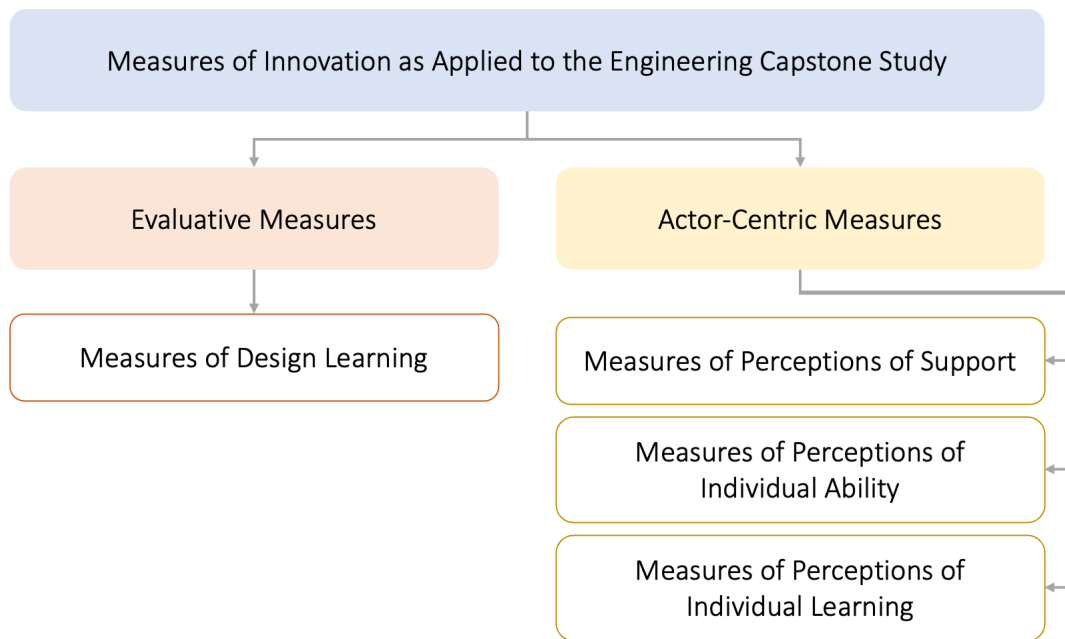 Measures of Innovation as Applied to the Engineering Capstone Study
Evaluative Measures
Actor-Centric Measures
Measures of Design Learning
Measures of Perceptions of Support
Measures of Perceptions of
Individual Ability
Measures of Perceptions of
Individual Learning